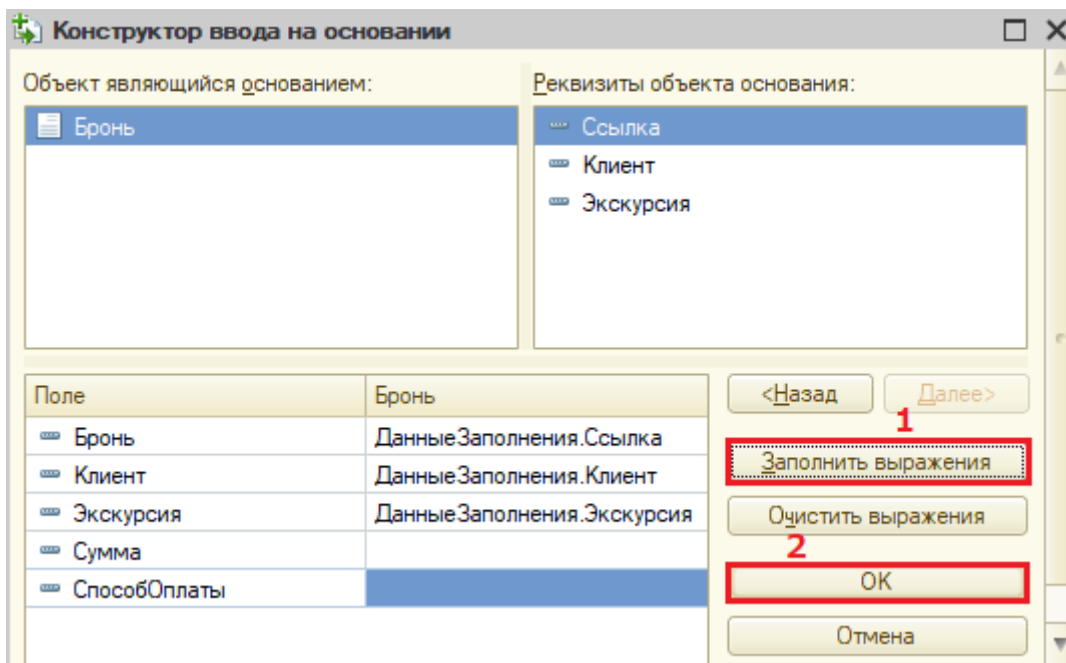 Конструктор ввода на основании
Объект являющийся основанием:
Реквизиты объекта основания:
Бронь
Ссылка
Клиент
Экскурсия
Поле Бронь
Бронь ДанныеЗаполнения.Ссылка
Клиент ДанныеЗаполнения.Клиент
Экскурсия ДанныеЗаполнения.Экскурсия
Сумма
СпособОплаты
<Назад Далее>
1
Заполнить выражения
Очистить выражения
2
ОК
Отмена